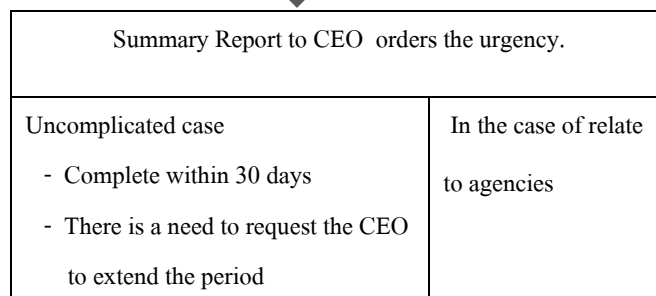 Summary Report to CEO orders the urgency.
Uncomplicated case
- Complete within 30 days
- There is a need to request the CEO
to extend the period
In the case of relate
to agencies